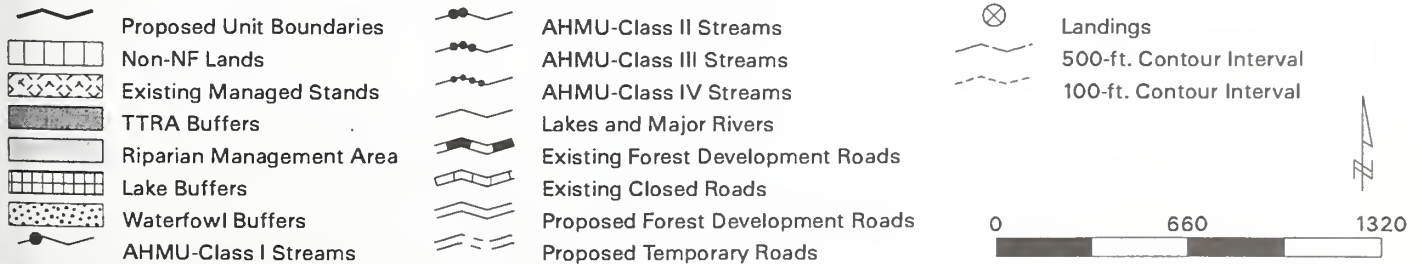 Proposed Unit Boundaries
Non-NF Lands
Existing Managed Stands
TTRA Buffers
Riparian Management Area
Lake Buffers
Waterfowl Buffers
AHMU-Class I Streams
AHMU-Class II Streams
AHMU-Class III Streams
AHMU-Class IV Streams
Lakes and Major Rivers
Existing Forest Development Roads
Existing Closed Roads
Proposed Forest Development Roads
Proposed Temporary Roads
Landings
500-ft. Contour Interval
100-ft. Contour Interval
0 660 1320